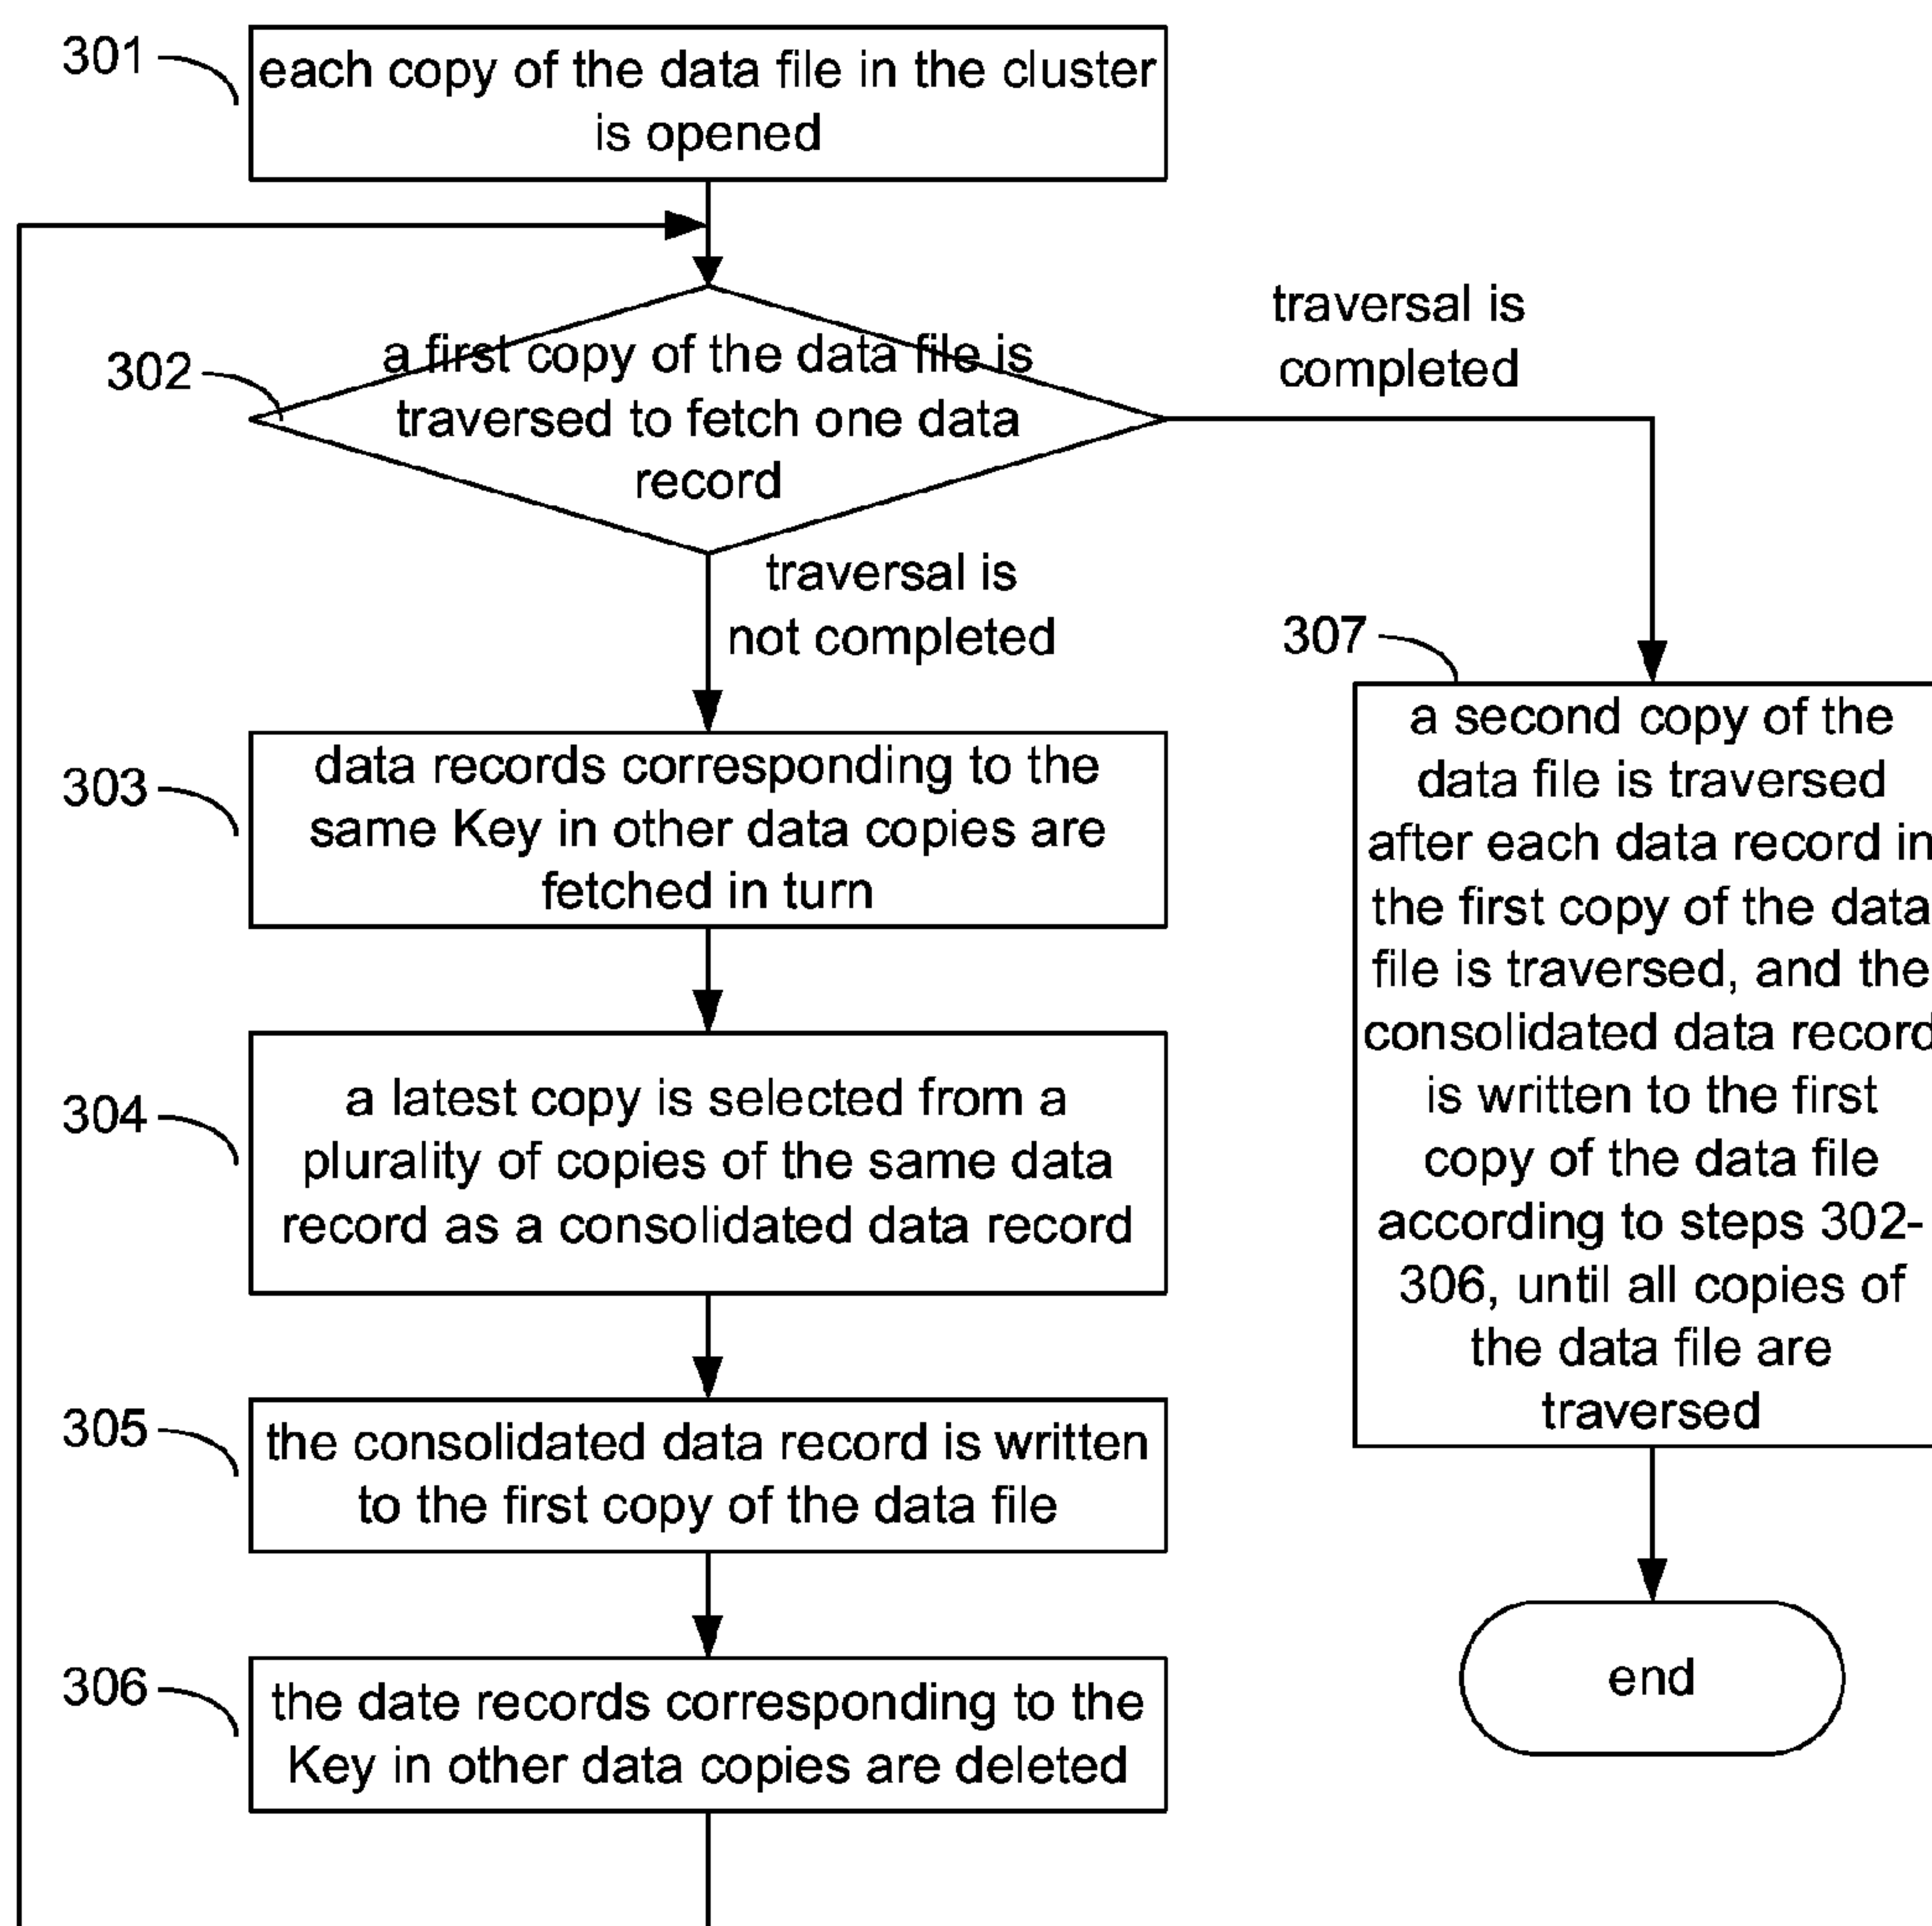 301
each copy of the data file in the cluster
is opened
302
a first copy of the data file is
traversed to fetch one data
record
traversal is
completed
traversal is
not completed
303
data records corresponding to the
same Key in other data copies are
fetched in turn
304
a latest copy is selected from a
plurality of copies of the same data
record as a consolidated data record
305
the consolidated data record is written
to the first copy of the data file
306
the date records corresponding to the
Key in other data copies are deleted
307
a second copy of the
data file is traversed
after each data record in
the first copy of the data
file is traversed, and the
consolidated data record
is written to the first
copy of the data file
according to steps 302-
306, until all copies of
the data file are
traversed
end